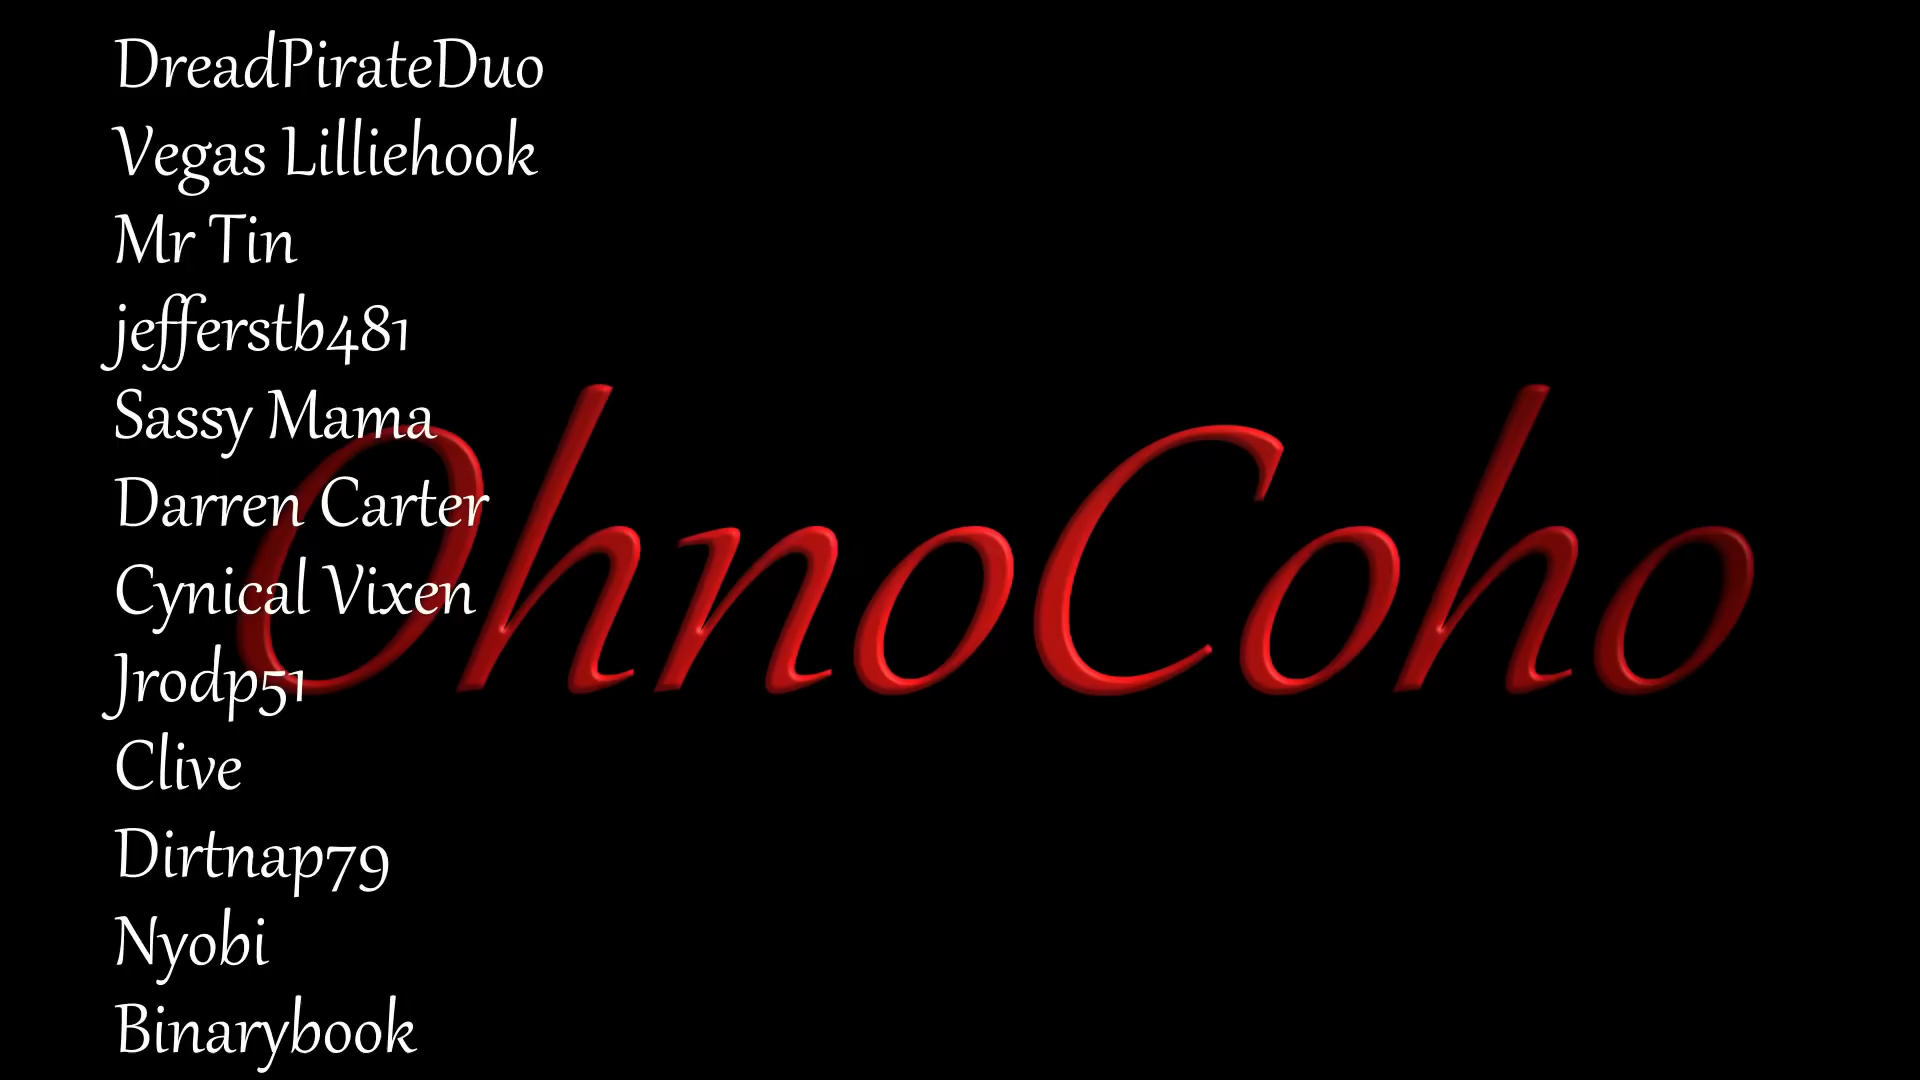 DreadPirateDuo
Vegas Lilliehook
Mr Tin
jefferstb481
Sassy Mama
Darren Carter
Cynical Vixen
Jrodp51
Clive
Dirtnap79
Nyobi
Binarybook
OhnoCoho